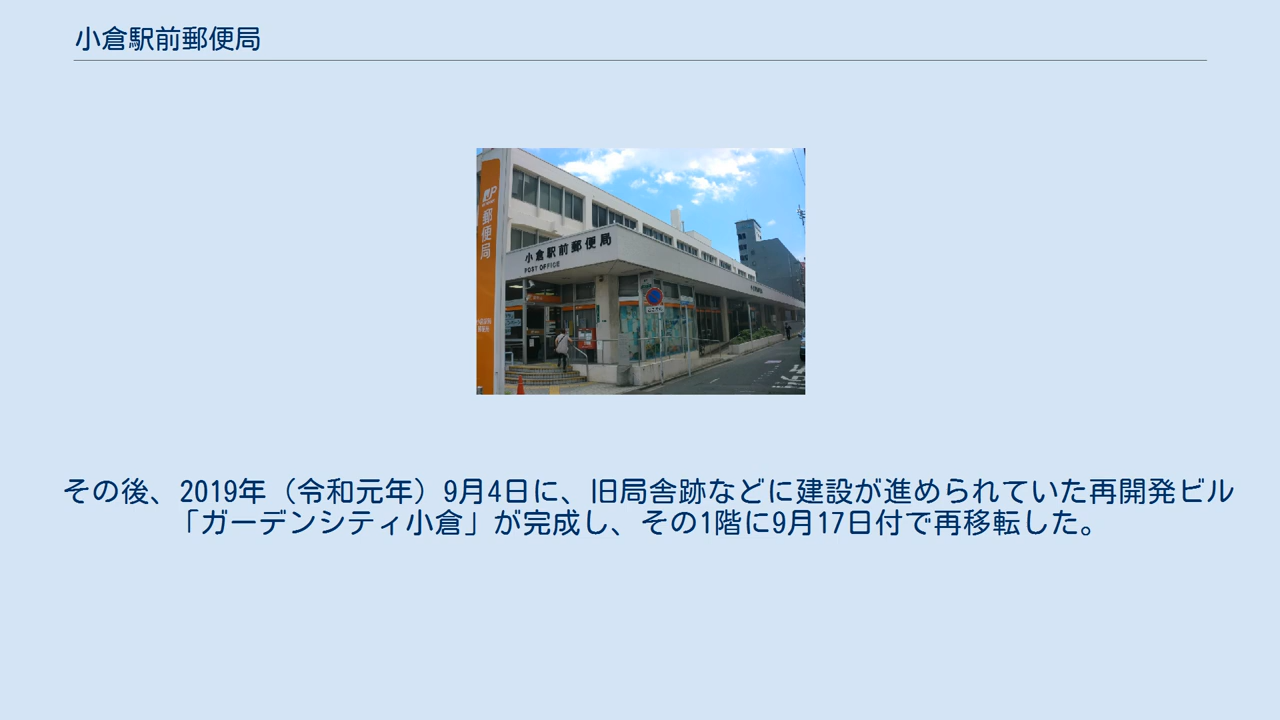 小倉駅前郵便局
郵便局
小倉駅前郵便局
POST OFFICE
その後、2019年（令和元年）9月4日に、旧局舎跡などに建設が進められていた再開発ビル
「ガーデンシティ小倉」が完成し、その1階に9月17日付で再移転した。